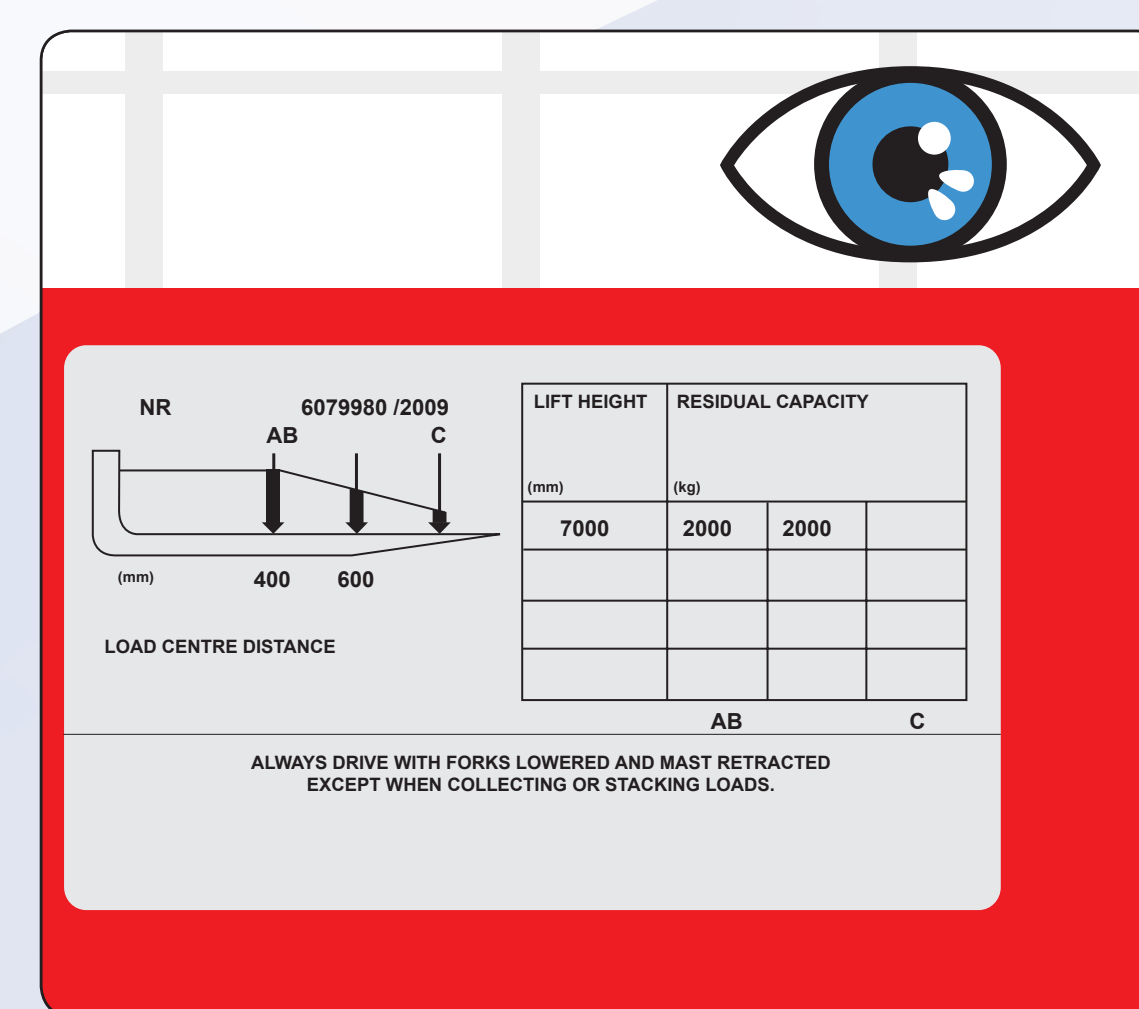 NR 6079980 /2009
AB C
(mm) 400 600
LOAD CENTRE DISTANCE
LIFT HEIGHT RESIDUAL CAPACITY
(mm) (kg)
7000 2000 2000
AB C
ALWAYS DRIVE WITH FORKS LOWERED AND MAST RETRACTED
EXCEPT WHEN COLLECTING OR STACKING LOADS.